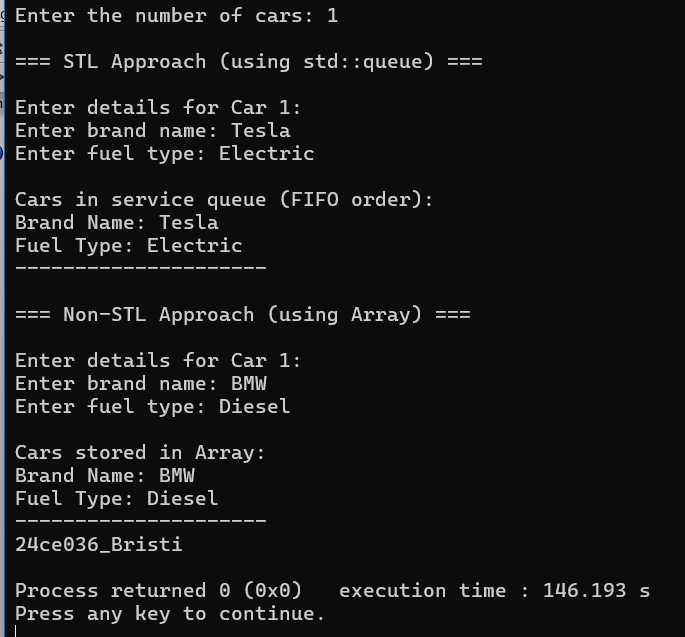 Enter the number of cars: 1
=== STL Approach (using std::queue) ===
Enter details for Car 1:
Enter brand name: Tesla
Enter fuel type: Electric
Cars in service queue (FIFO order):
Brand Name: Tesla
Fuel Type: Electric
---------------------
=== Non-STL Approach (using Array) ===
Enter details for Car 1:
Enter brand name: BMW
Enter fuel type: Diesel
Cars stored in Array:
Brand Name: BMW
Fuel Type: Diesel
---------------------
24ce036_Bristi
Process returned 0 (0x0)   execution time : 146.193 s
Press any key to continue.